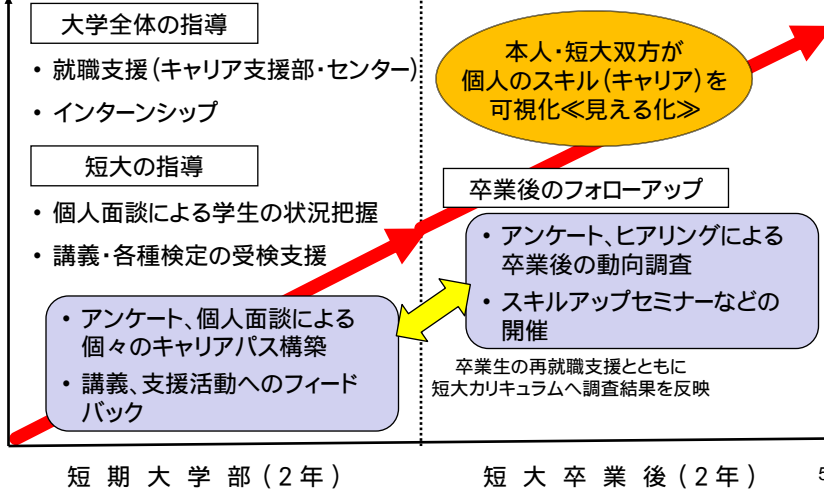 大学全体の指導
・ 就職支援(キャリア支援部・センター)
・ インターンシップ
短大の指導
・ 個人面談による学生の状況把握
・ 講義・各種検定の受検支援
・ アンケート、個人面談による
個々のキャリアパス構築
・ 講義、支援活動へのフィード
バック
本人・短大双方が
個人のスキル(キャリア)を
可視化≪見える化≫
卒業後のフォローアップ
・ アンケート、ヒアリングによる
卒業後の動向調査
・ スキルアップセミナーなどの
開催
卒業生の再就職支援とともに
短大カリキュラムへ調査結果を反映
短期大学部(2年)
短大卒業後(2年)
5